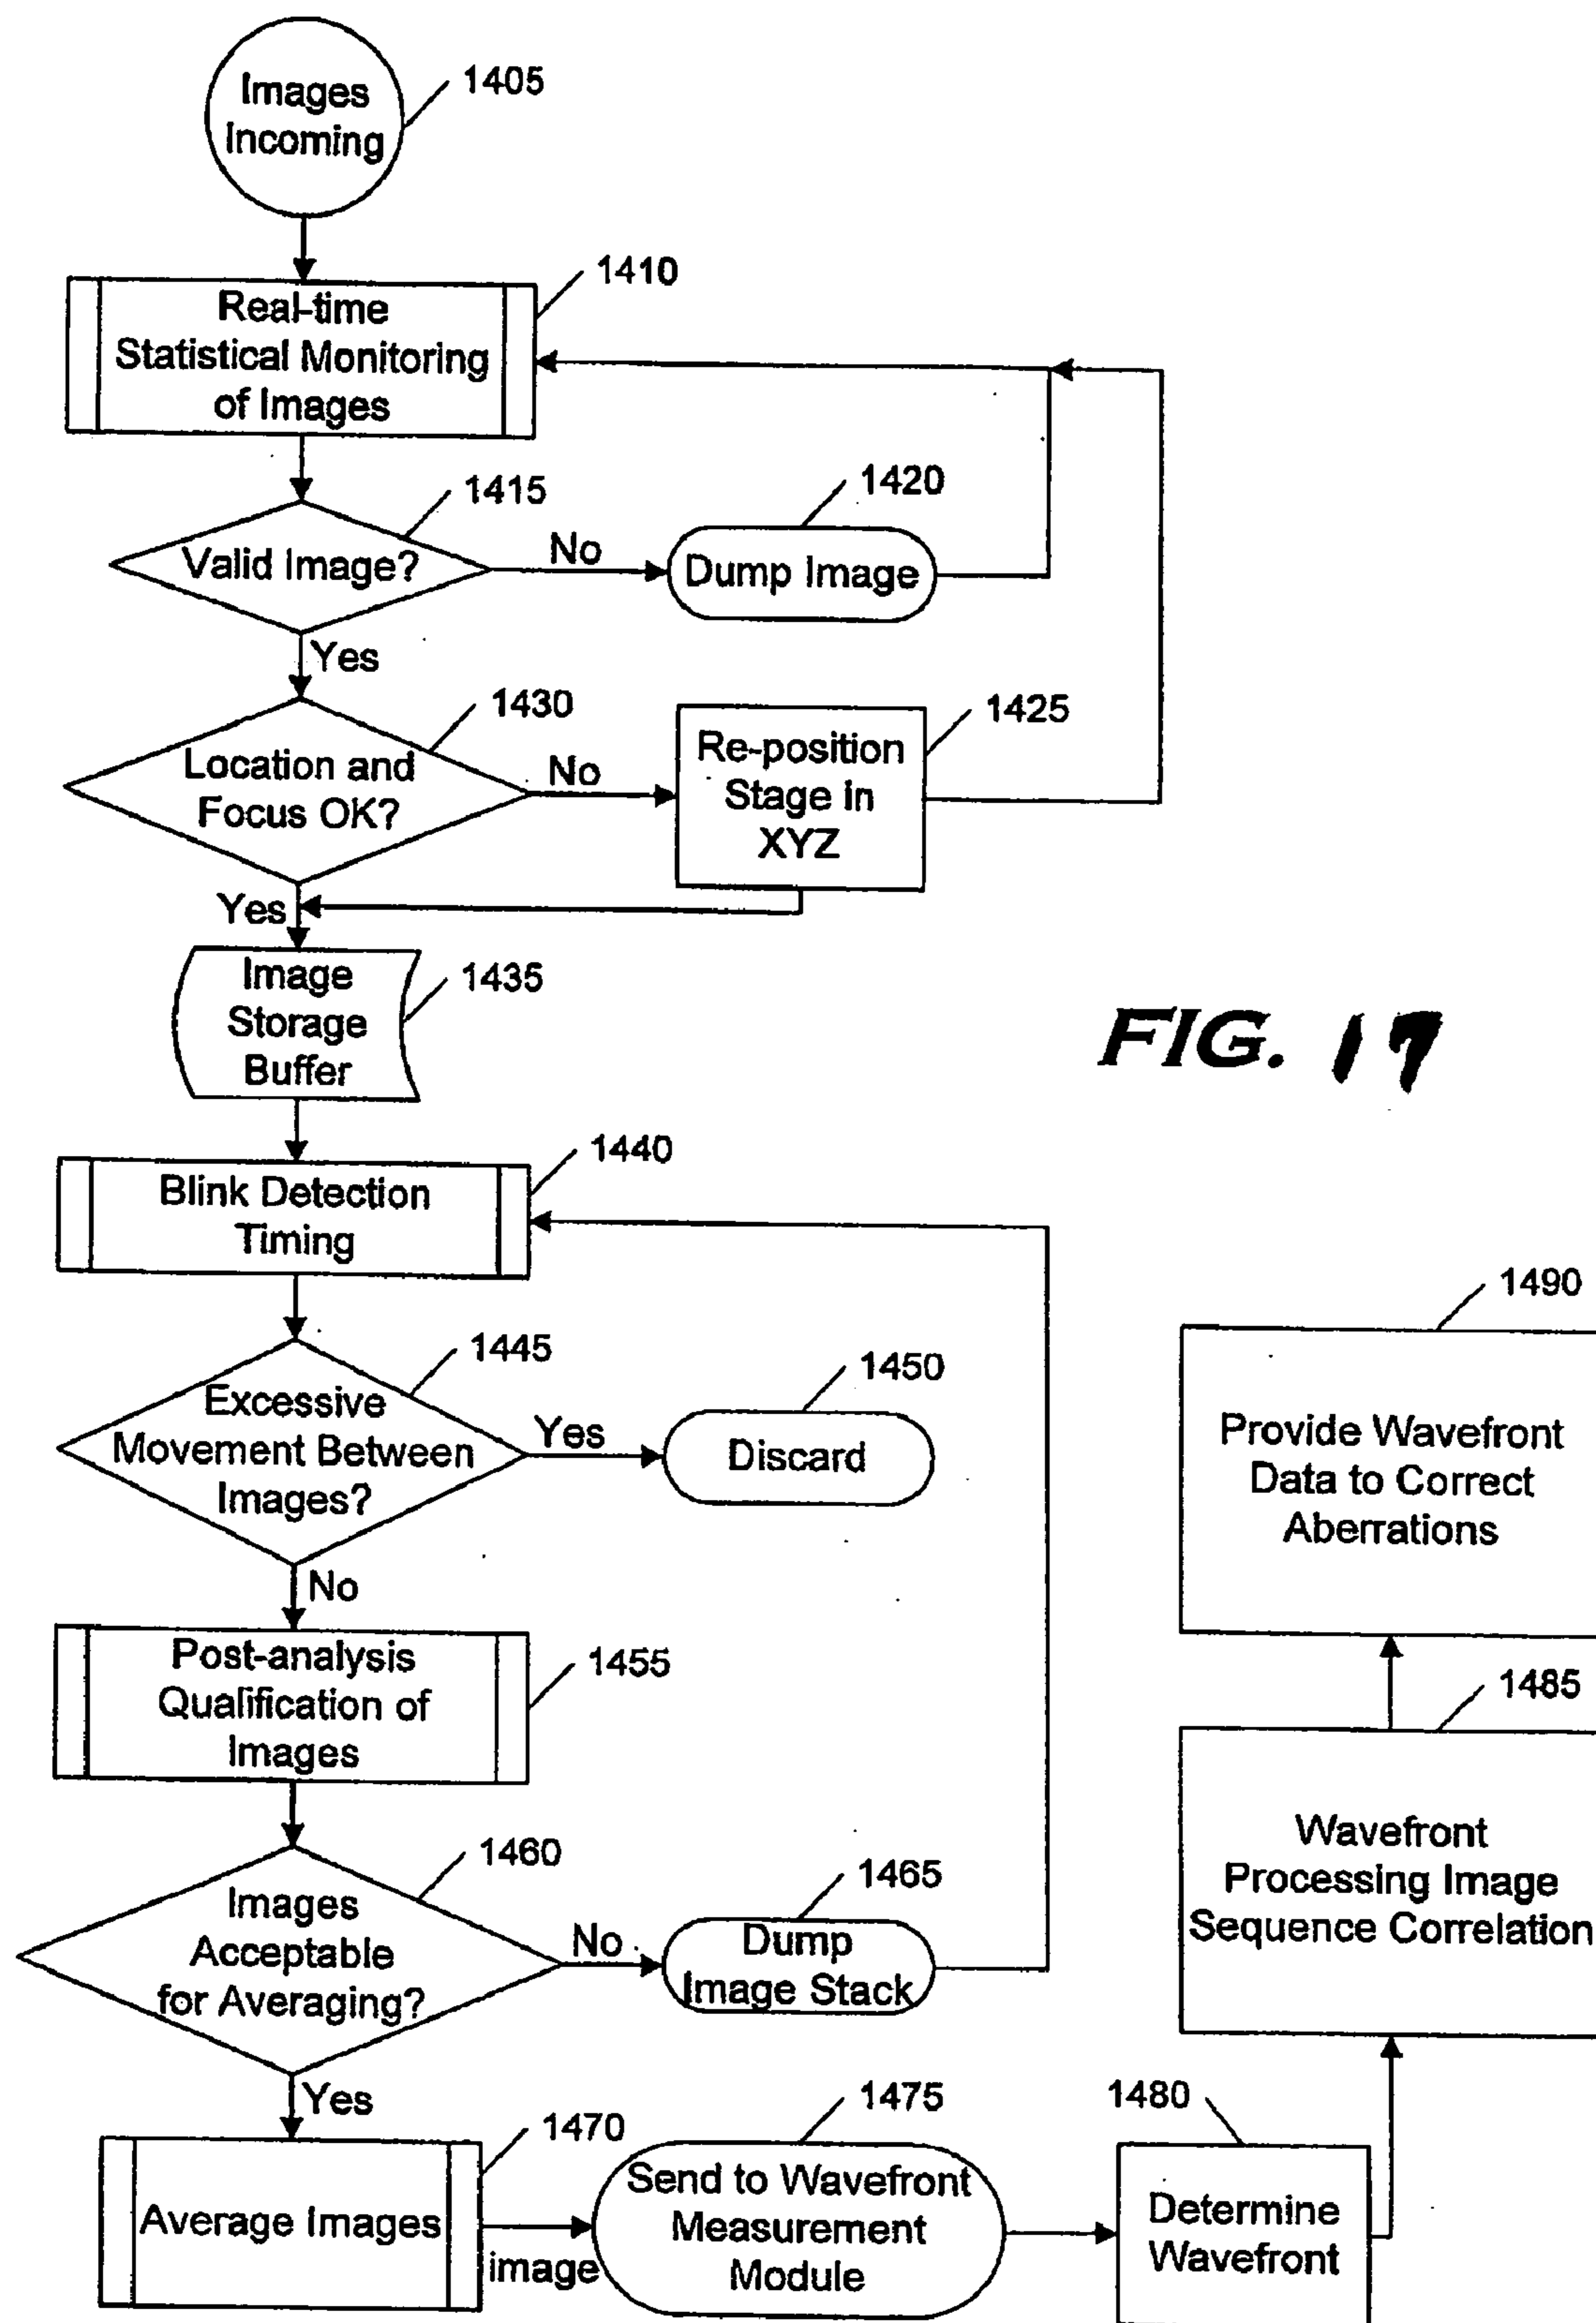 Images
Incoming
1405
1410
Real-time
Statistical Monitoring
of Images
1415
Valid Image?
No
1420
Dump Image
Yes
1430
Location and
Focus OK?
No
1425
Re-position
Stage in
XYZ
Yes
Image
Storage
Buffer
1435
FIG. 17
1440
Blink Detection
Timing
1445
Excessive
Movement Between
Images?
Yes
1450
Discard
No
Post-analysis
Qualification of
Images
1455
1460
Images
Acceptable
for Averaging?
No
1465
Dump
Image Stack
Yes
1470
Average Images
image
1475
Send to Wavefront
Measurement
Module
1480
Determine
Wavefront
1485
Wavefront
Processing Image
Sequence Correlation
1490
Provide Wavefront
Data to Correct
Aberrations